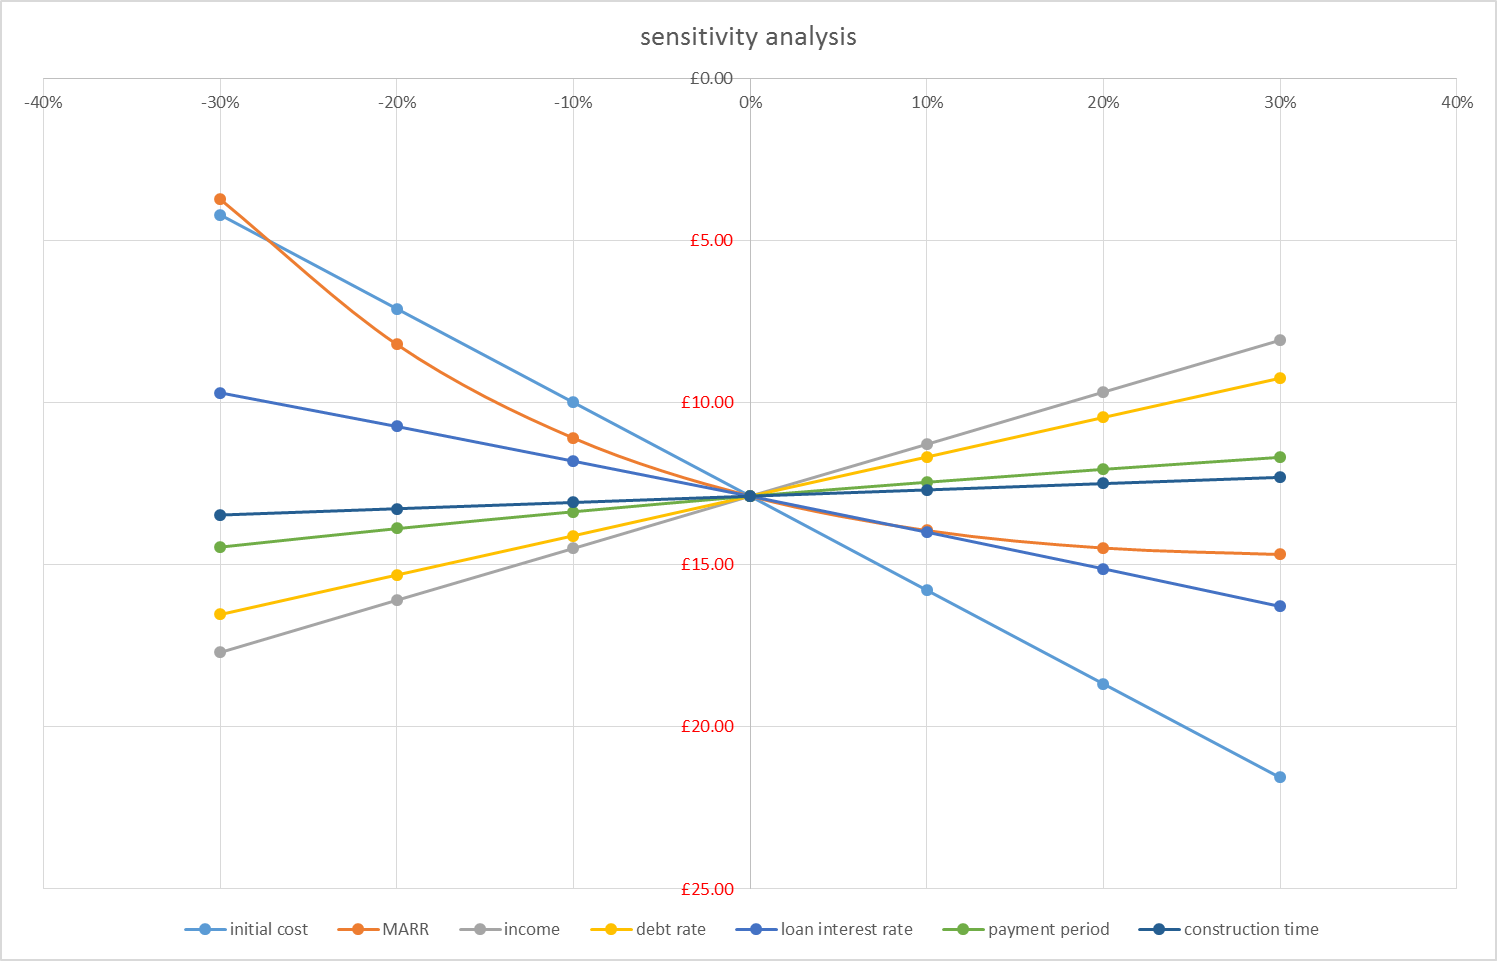 sensitivity analysis
£0.00
-40% -30% -20% -10% 0% 10% 20% 30% 40%
£5.00
£10.00
£15.00
£20.00
£25.00
initial cost MARR income debt rate loan interest rate payment period construction time